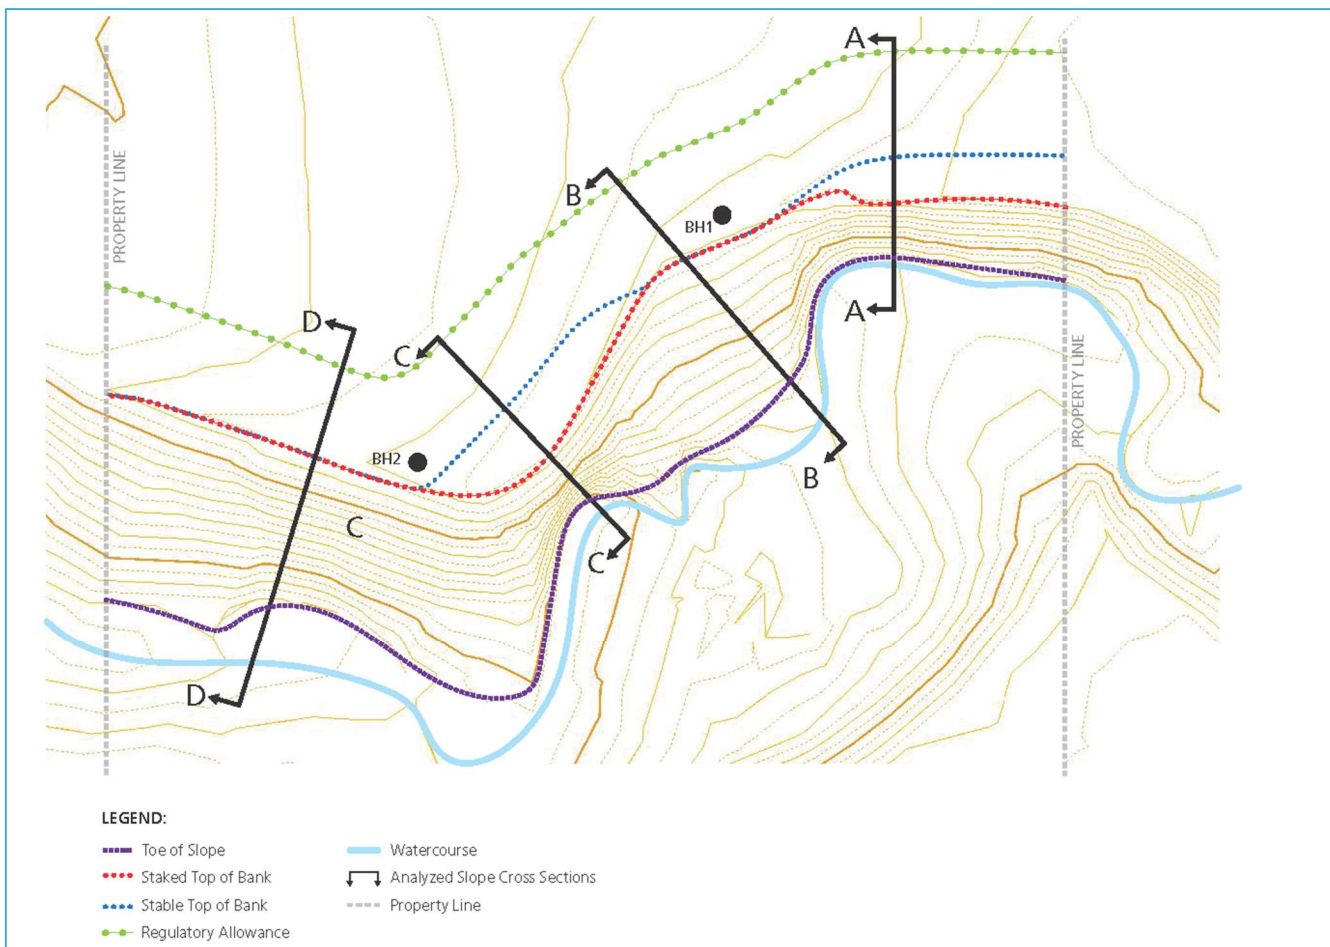 A
PROPERTY LINE
B
BH1
A
D
C
PROPERTY LINE
BH2
B
C
C
D
LEGEND:
Toe of Slope
Staked Top of Bank
Stable Top of Bank
Regulatory Allowance
Watercourse
Analyzed Slope Cross Sections
Property Line